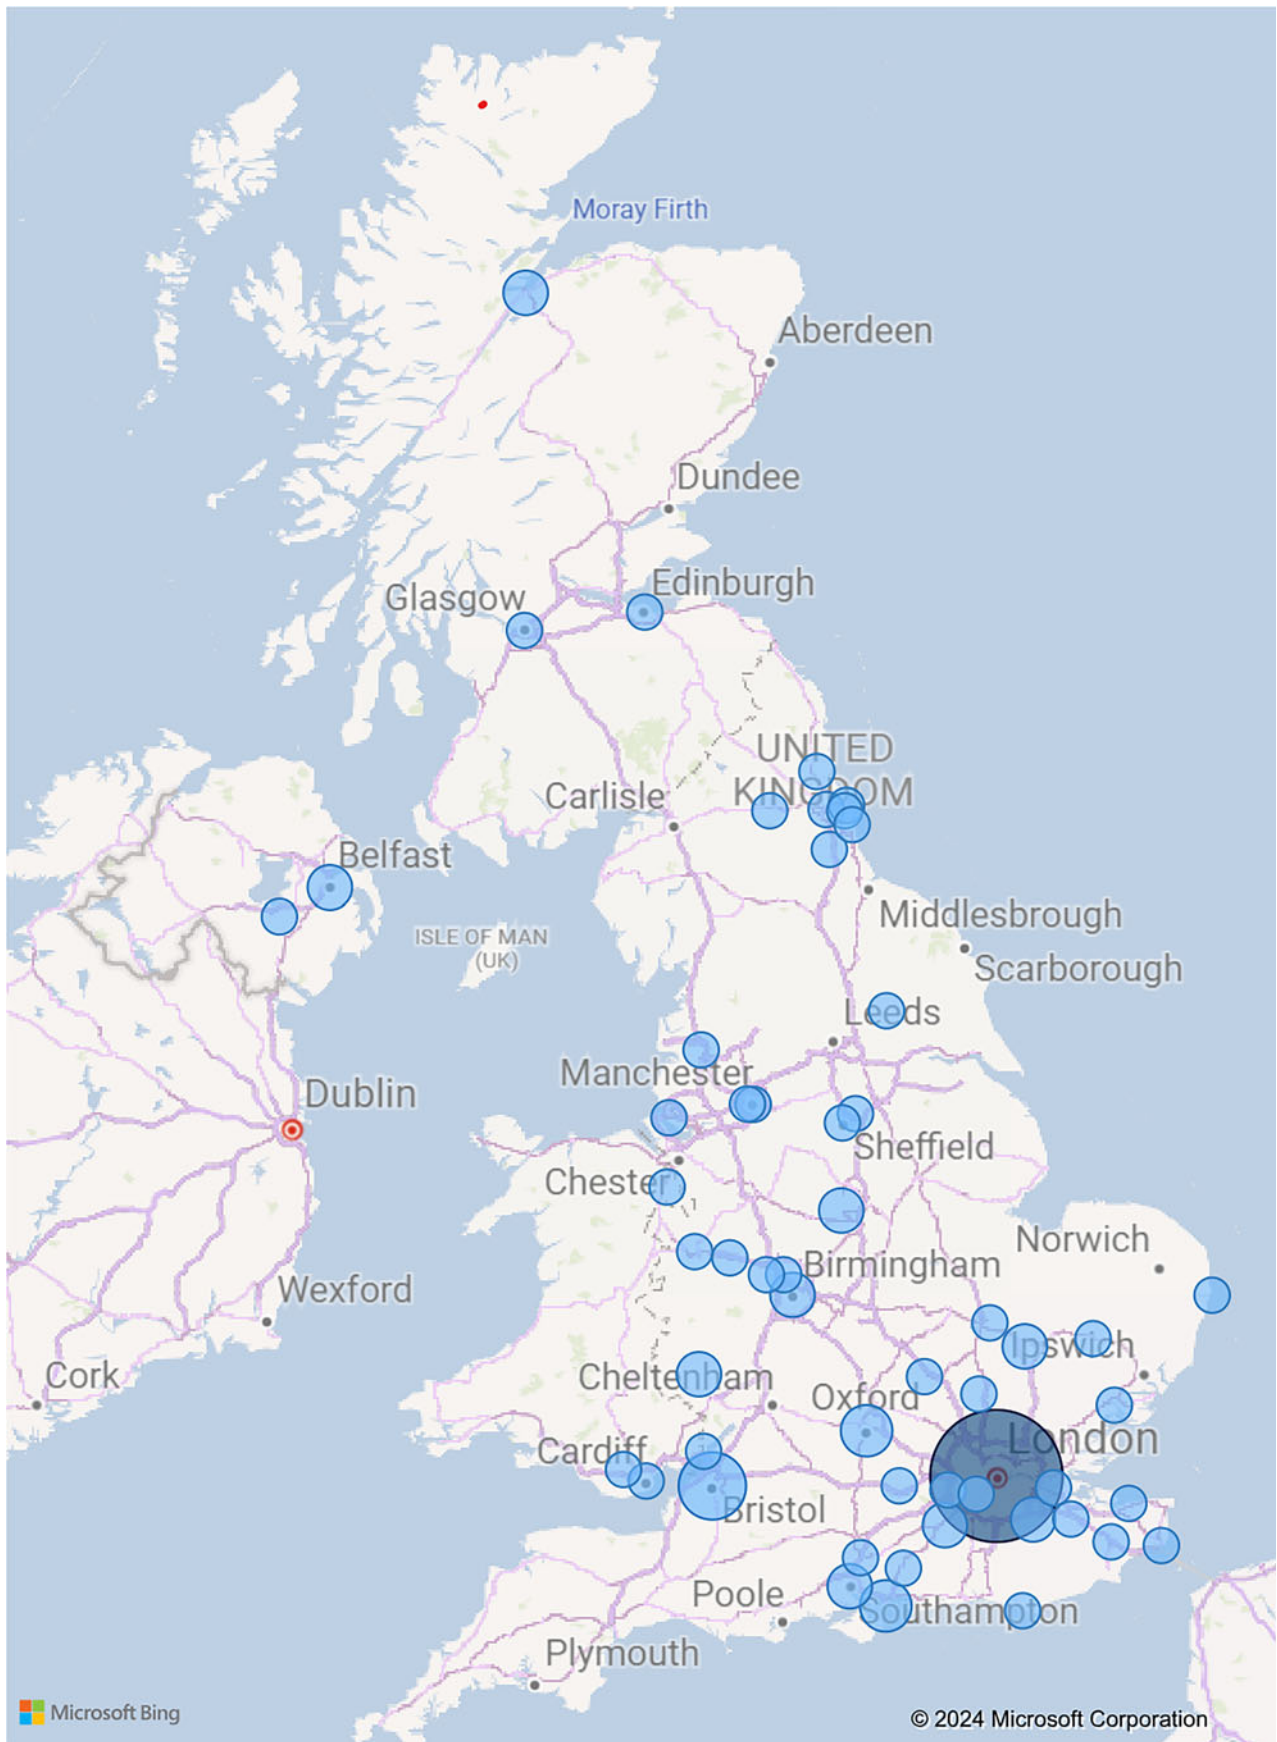 Moray Firth
Aberdeen
Dundee
Edinburgh
Glasgow
UNITED
KINGDOM
Carlisle
Belfast
Middlesbrough
ISLE OF MAN
(UK)
Scarborough
Leeds
Manchester
Dublin
Sheffield
Chester
Norwich
Birmingham
Wexford
Ipswich
Cork
Cheltenham
Oxford
London
Cardiff
Bristol
Poole
Southampton
Plymouth
Microsoft Bing
© 2024 Microsoft Corporation